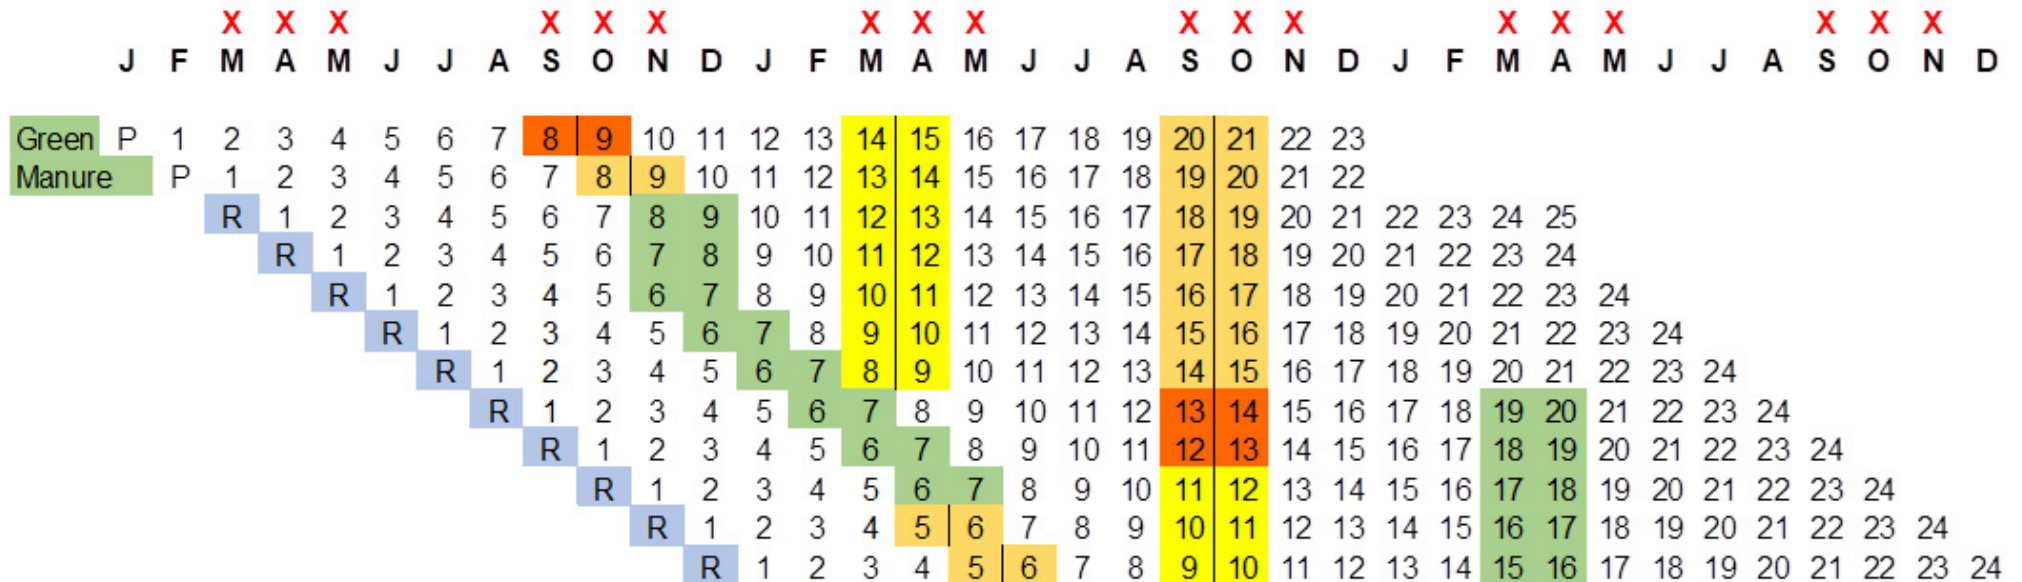 X X X X X X X X X X X X X X X X X X
J F M A M J J A S O N D J F M A M J J A S O N D J F M A M J J A S O N D
Green P 1 2 3 4 5 6 7 8 9 10 11 12 13 14 15 16 17 18 19 20 21 22 23
Manure P 1 2 3 4 5 6 7 8 9 10 11 12 13 14 15 16 17 18 19 20 21 22
R 1 2 3 4 5 6 7 8 9 10 11 12 13 14 15 16 17 18 19 20 21 22 23 24 25
R 1 2 3 4 5 6 7 8 9 10 11 12 13 14 15 16 17 18 19 20 21 22 23 24
R 1 2 3 4 5 6 7 8 9 10 11 12 13 14 15 16 17 18 19 20 21 22 23 24
R 1 2 3 4 5 6 7 8 9 10 11 12 13 14 15 16 17 18 19 20 21 22 23 24
R 1 2 3 4 5 6 7 8 9 10 11 12 13 14 15 16 17 18 19 20 21 22 23 24
R 1 2 3 4 5 6 7 8 9 10 11 12 13 14 15 16 17 18 19 20 21 22 23 24
R 1 2 3 4 5 6 7 8 9 10 11 12 13 14 15 16 17 18 19 20 21 22 23 24
R 1 2 3 4 5 6 7 8 9 10 11 12 13 14 15 16 17 18 19 20 21 22 23 24
R 1 2 3 4 5 6 7 8 9 10 11 12 13 14 15 16 17 18 19 20 21 22 23 24
R 1 2 3 4 5 6 7 8 9 10 11 12 13 14 15 16 17 18 19 20 21 22 23 24